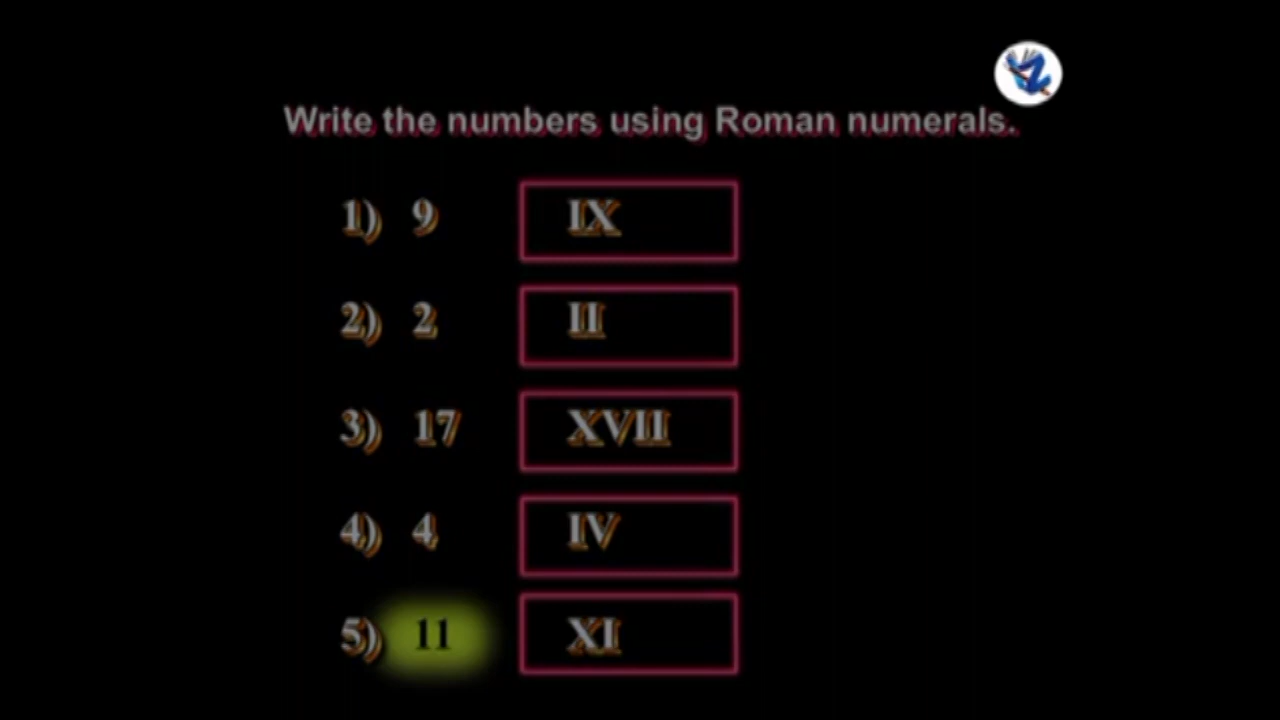 Write the numbers using Roman numerals.
1) 9 IX
2) 2 II
3) 17 XVII
4) 4 IV
5) 11 XI